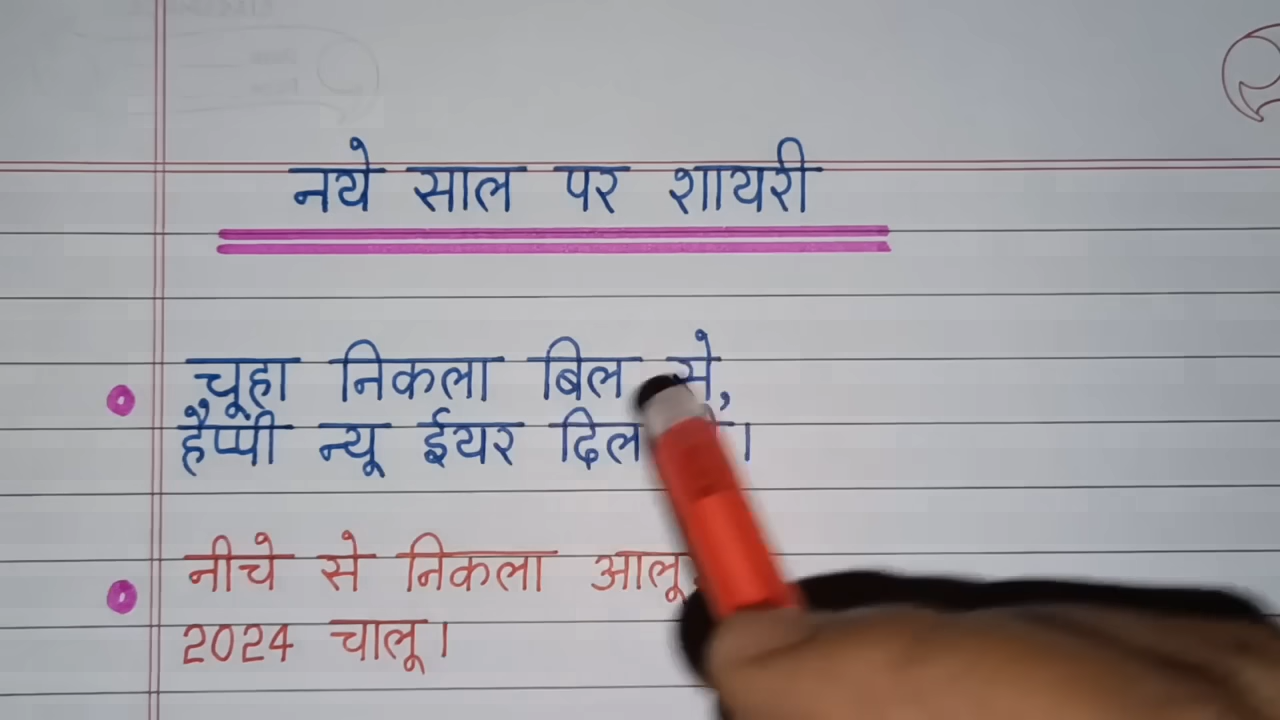 नये साल पर शायरी
चूहा निकला बिल से,
हैप्पी न्यू ईयर दिल ।
नीचे से निकला आलू
2024 चालू।